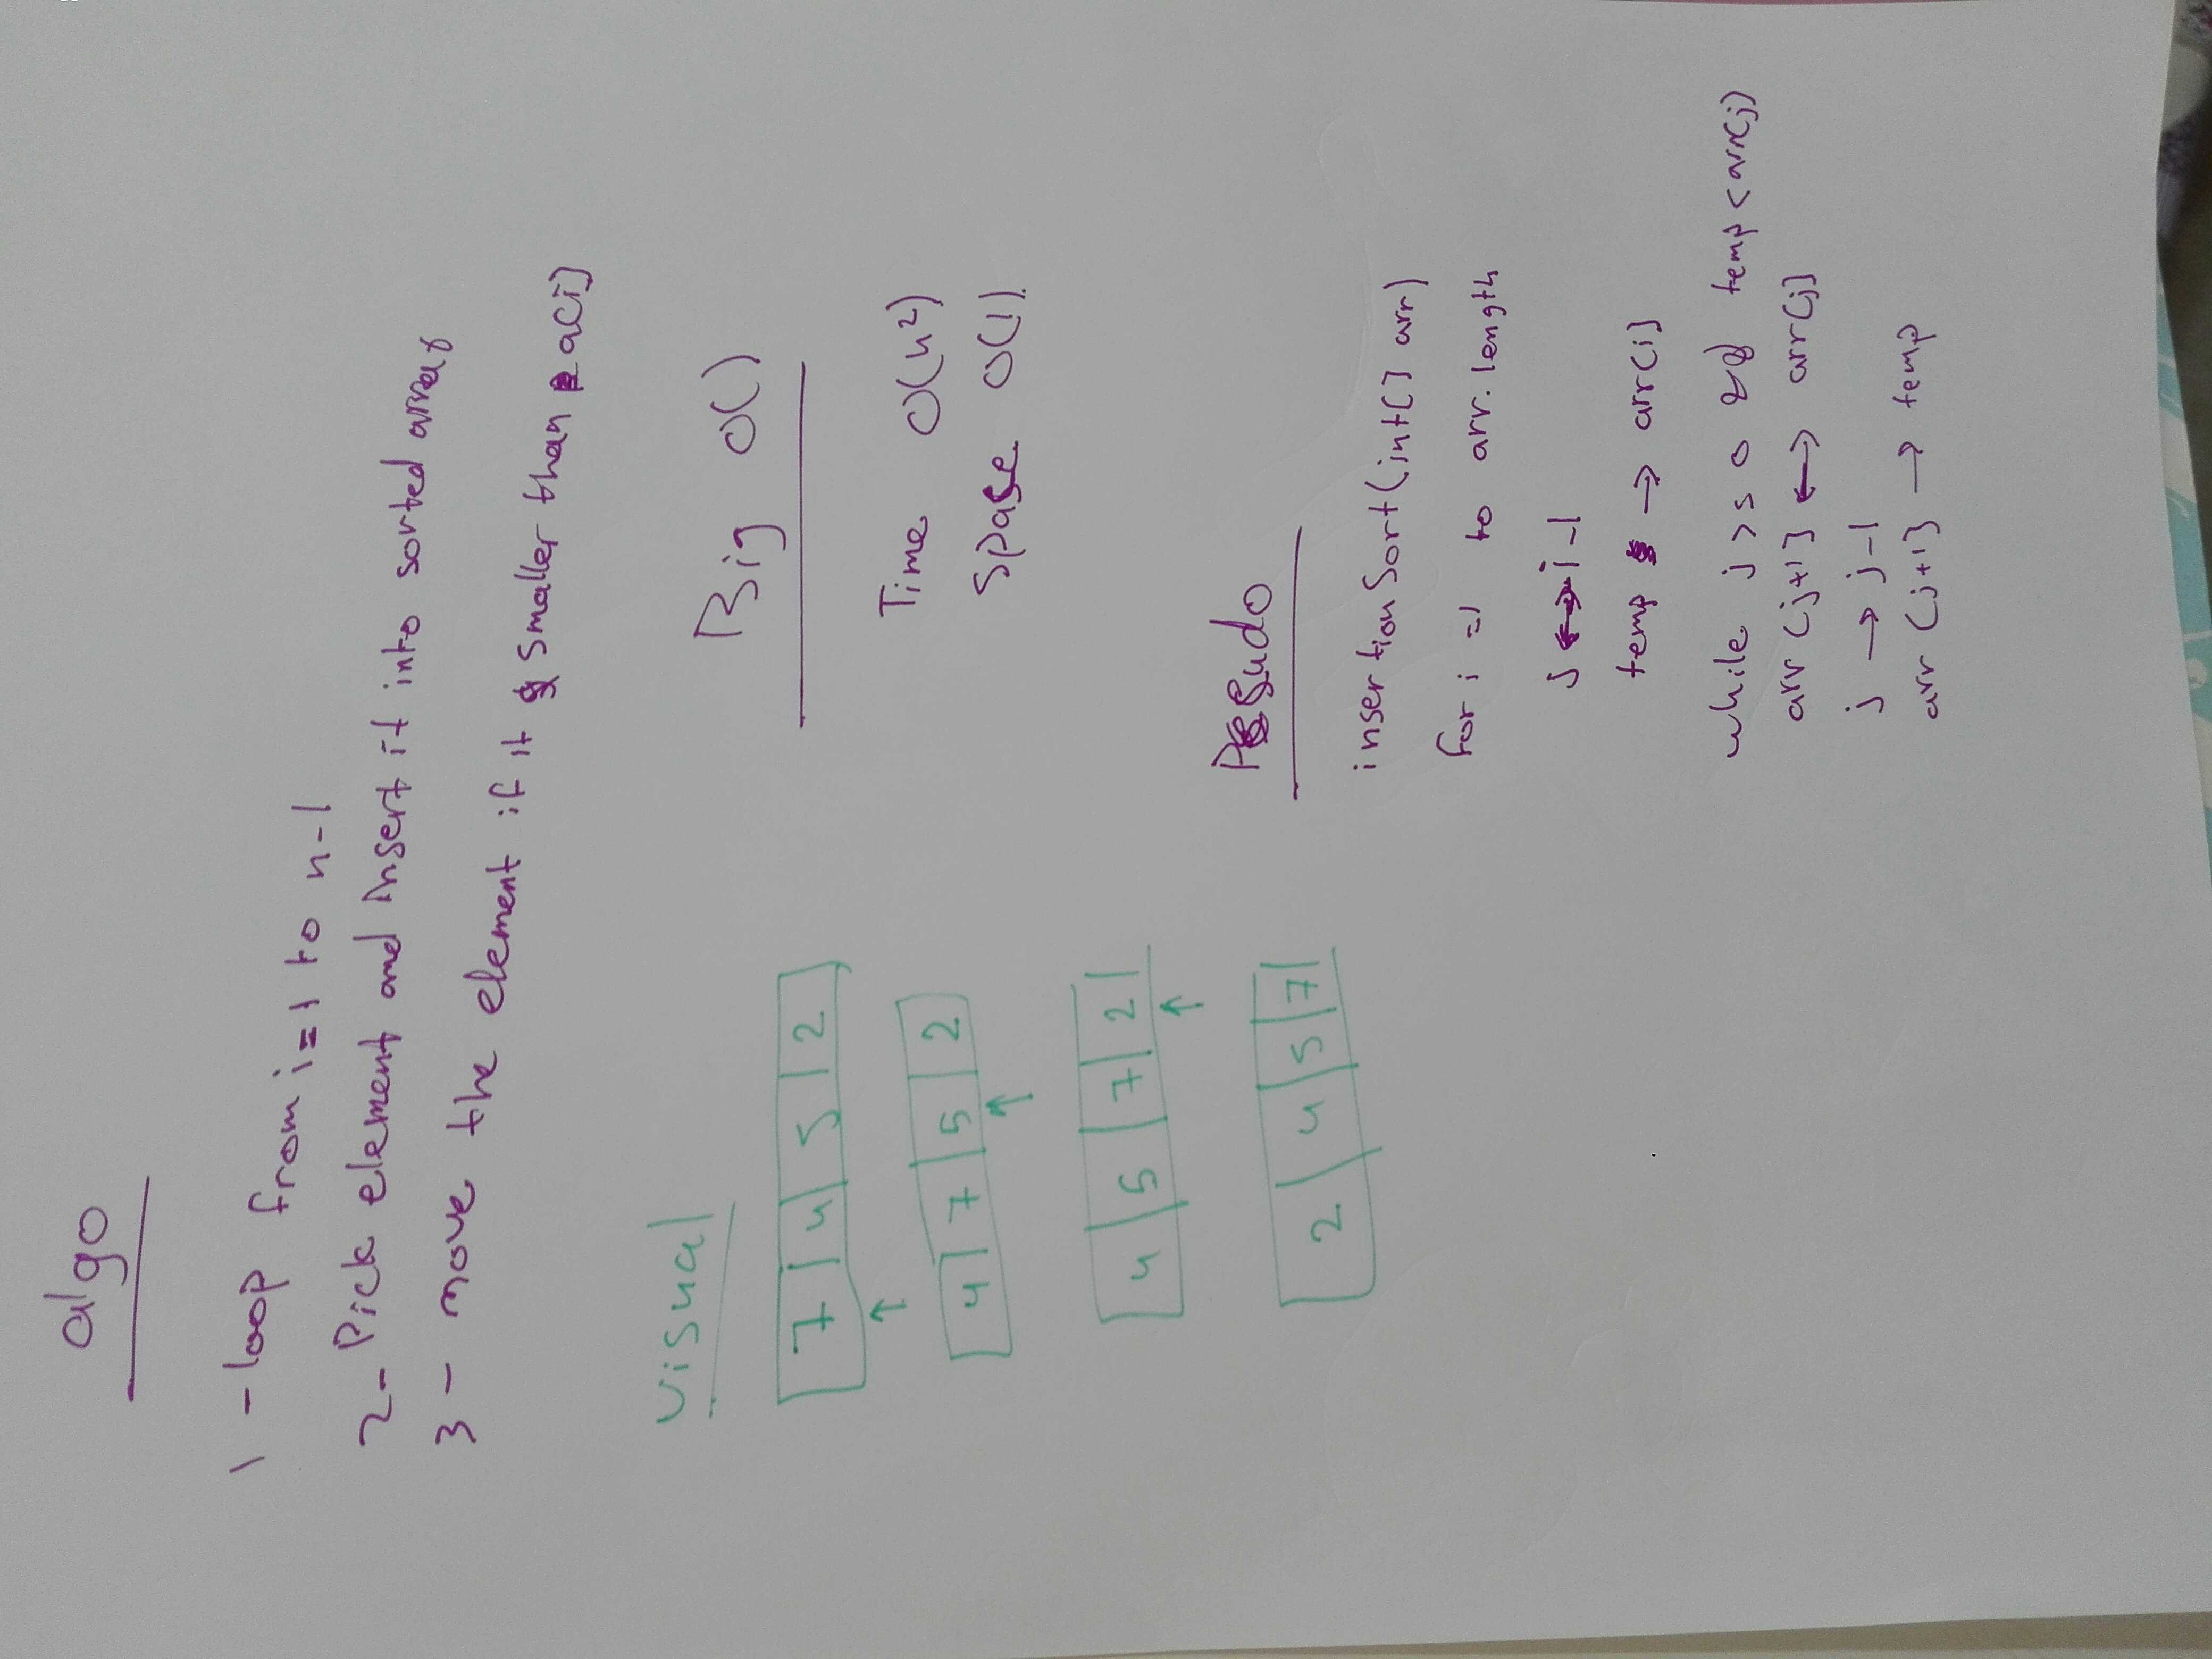 algo
1 - loop from i=1 to n-1
2- Pick element and Insert it into sorted array
3 - move the element if it smaller than a[i]
Visual
7 4 5 2
↑
4 7 5 2
↑
4 5 7 2
↑
2 4 5 7
Big O()
Time O(n²)
Space O(1)
Pesudo
insertionSort(int[] arr)
for i =1 to arr.length
j ↔ i-1
temp → arr[i]
while j >= 0 && temp < arr[j]
arr[j+1] ↔ arr[j]
j → j-1
arr[j+1] → temp